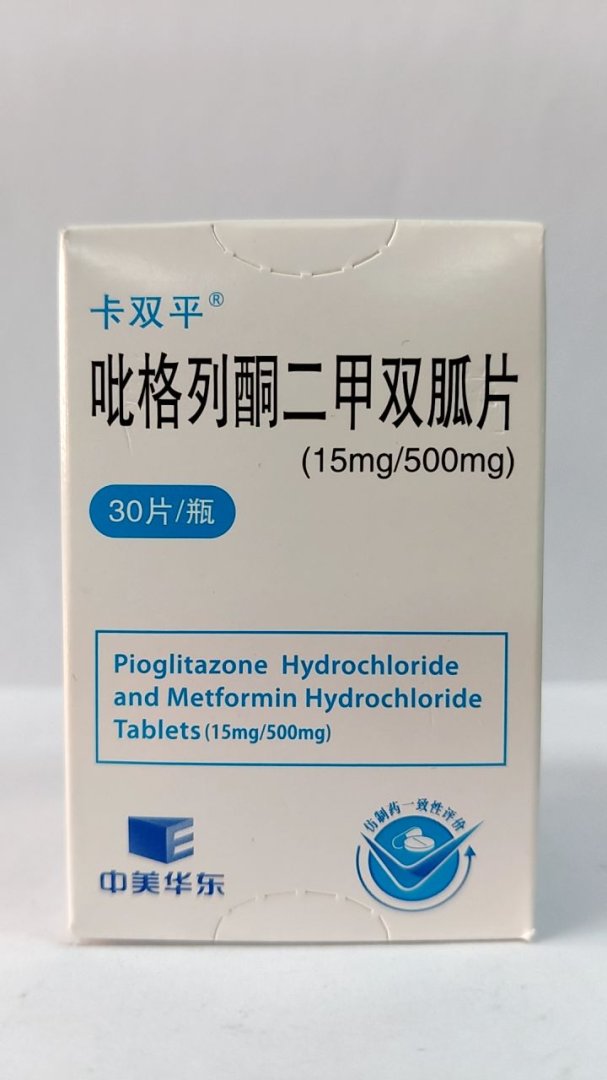 卡双平®
吡格列酮二甲双胍片
(15mg/500mg)
30片/瓶
Pioglitazone Hydrochloride
and Metformin Hydrochloride
Tablets (15mg/500mg)
仿制药一致性评价
中美华东